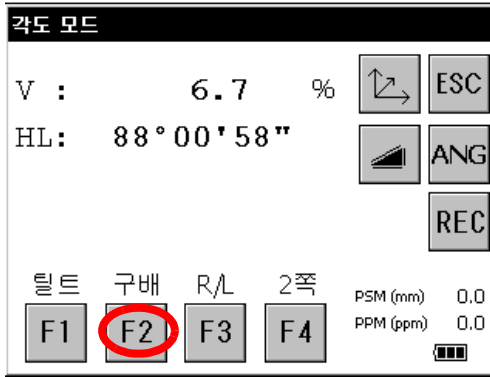 각도 모드
V : 6.7 %
ESC
HL: 88°00'58"
ANG
REC
틸트 구배 R/L 2쪽
F1 F2 F3 F4
PSM (mm) 0.0
PPM (ppm) 0.0